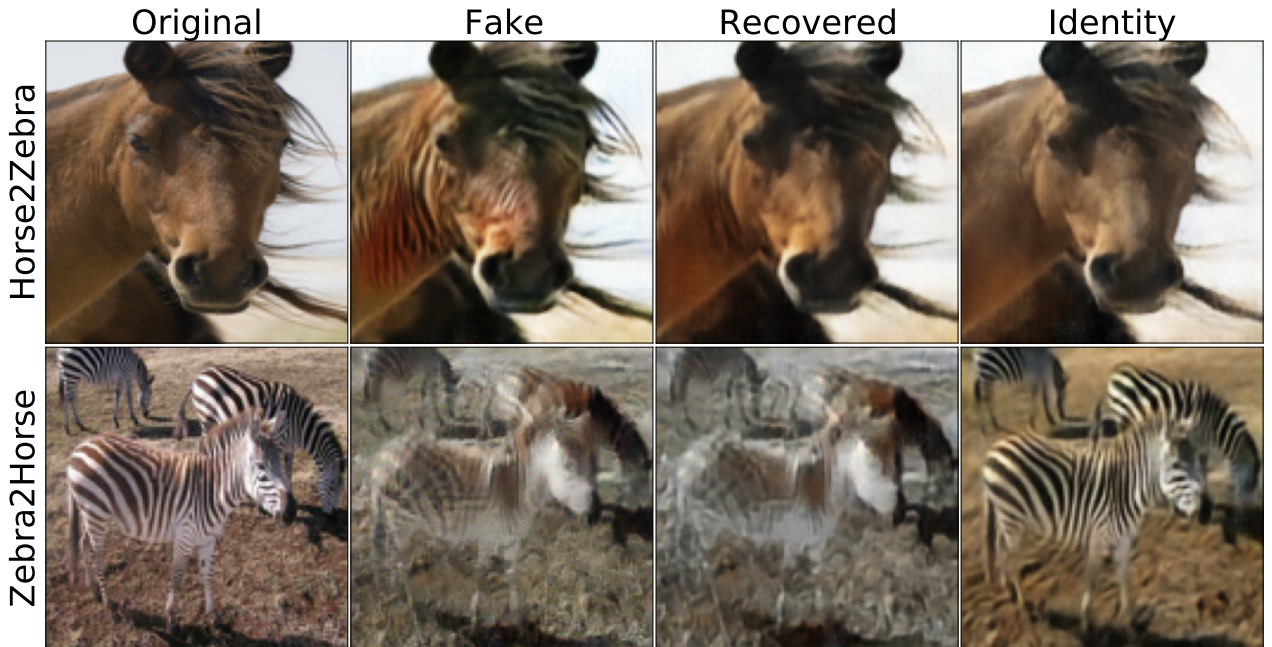 Original
Fake
Recovered
Identity
Horse2Zebra
Zebra2Horse